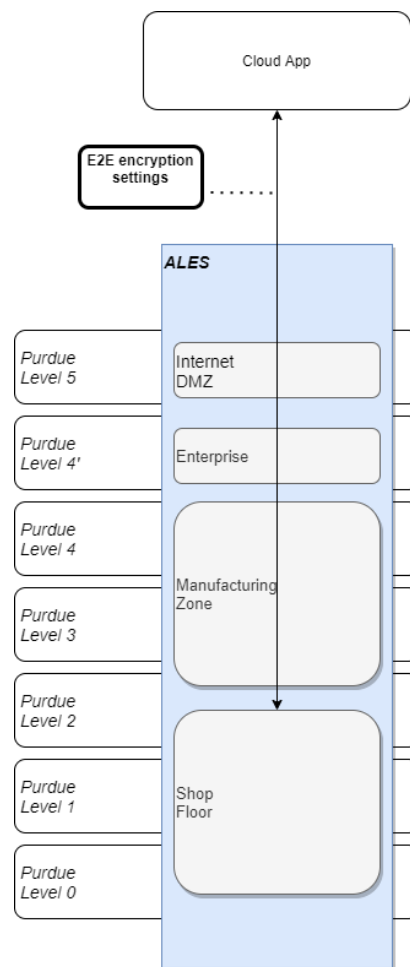 Cloud App
E2E encryption
settings
ALES
Purdue
Level 5
Internet
DMZ
Purdue
Level 4'
Enterprise
Purdue
Level 4
Manufacturing
Zone
Purdue
Level 3
Purdue
Level 2
Purdue
Level 1
Shop
Floor
Purdue
Level 0